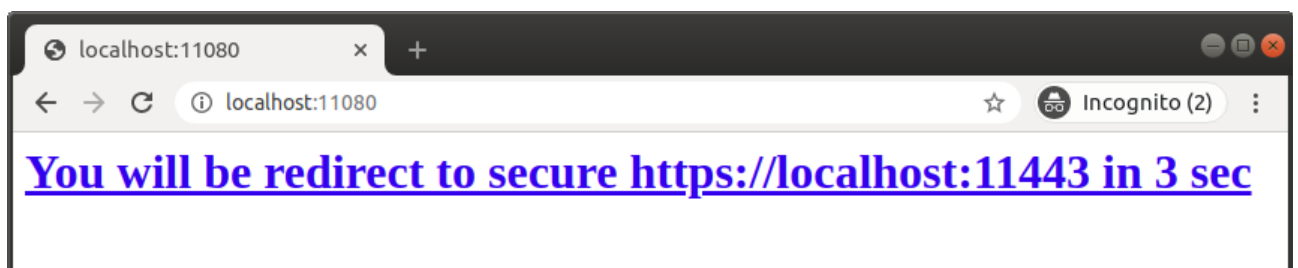 localhost:11080
localhost:11080 Incognito (2)
You will be redirect to secure https://localhost:11443 in 3 sec